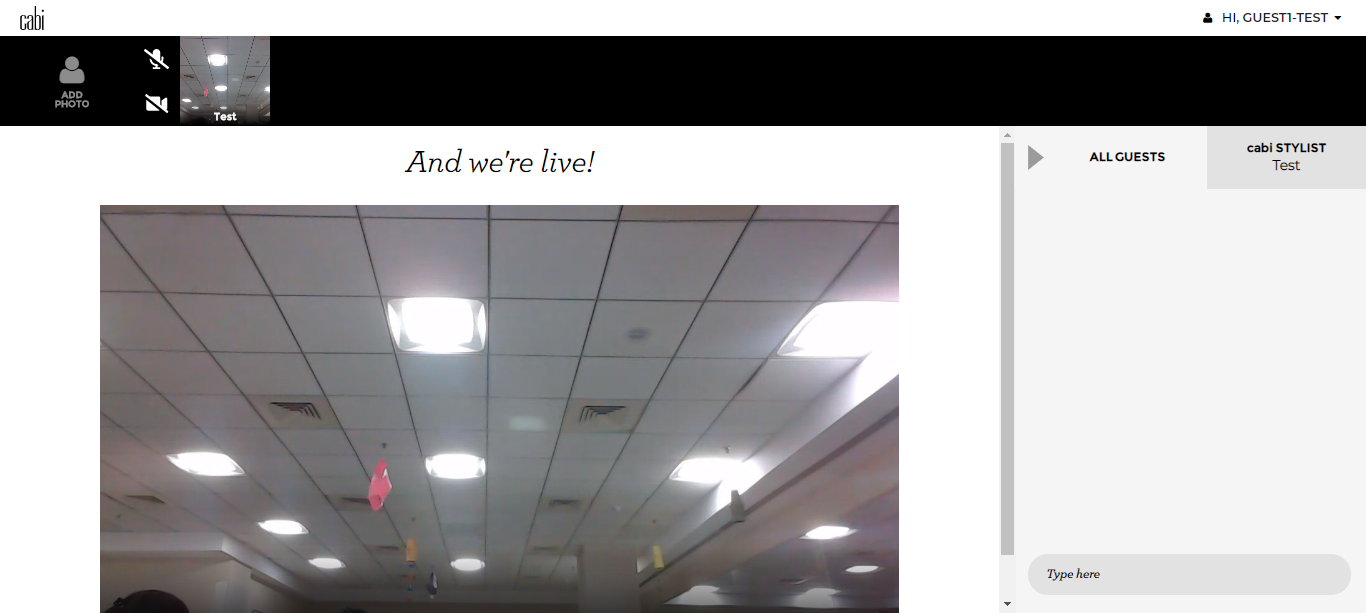 cabi
HI, GUEST1-TEST
ADD
PHOTO
Test
And we're live!
ALL GUESTS
cabi STYLIST
Test
Type here